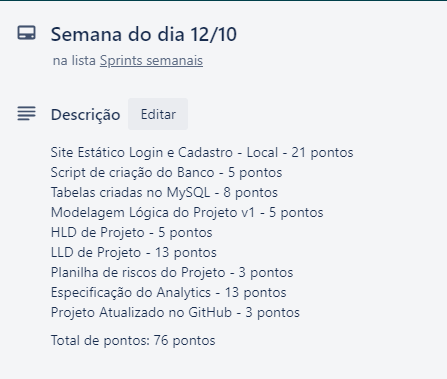 Semana do dia 12/10
na lista Sprints semanais
Descrição Editar
Site Estático Login e Cadastro - Local - 21 pontos
Script de criação do Banco - 5 pontos
Tabelas criadas no MySQL - 8 pontos
Modelagem Lógica do Projeto v1 - 5 pontos
HLD de Projeto - 5 pontos
LLD de Projeto - 13 pontos
Planilha de riscos do Projeto - 3 pontos
Especificação do Analytics - 13 pontos
Projeto Atualizado no GitHub - 3 pontos
Total de pontos: 76 pontos